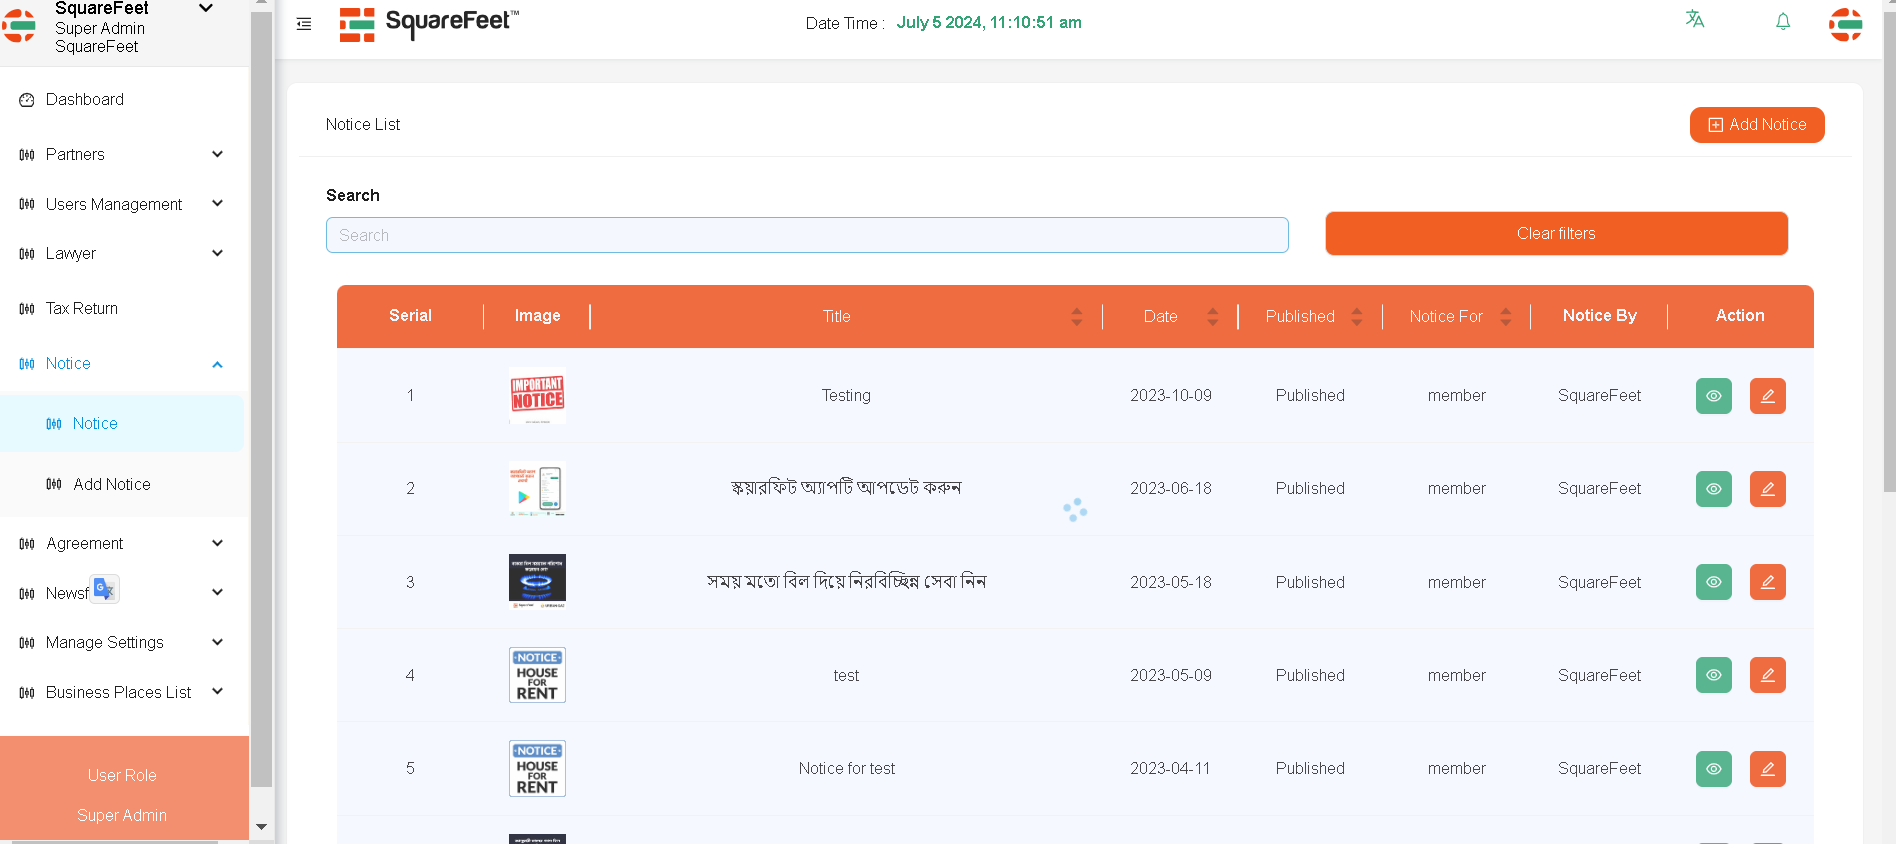 SquareFeet
Super Admin
SquareFeet
Dashboard
Partners
Users Management
Lawyer
Tax Return
Notice
Notice
Add Notice
Agreement
Newsf
Manage Settings
Business Places List
User Role
Super Admin
SquareFeet™
Date Time : July 5 2024, 11:10:51 am
Notice List
Add Notice
Search
Search
Clear filters
Serial Image Title Date Published Notice For Notice By Action
1 IMPORTANT NOTICE Testing 2023-10-09 Published member SquareFeet
2 স্কয়ারফিট অ্যাপটি আপডেট করুন 2023-06-18 Published member SquareFeet
3 সময় মতো বিল দিয়ে নিরবিচ্ছিন্ন সেবা নিন 2023-05-18 Published member SquareFeet
4 NOTICE HOUSE FOR RENT test 2023-05-09 Published member SquareFeet
5 NOTICE HOUSE FOR RENT Notice for test 2023-04-11 Published member SquareFeet